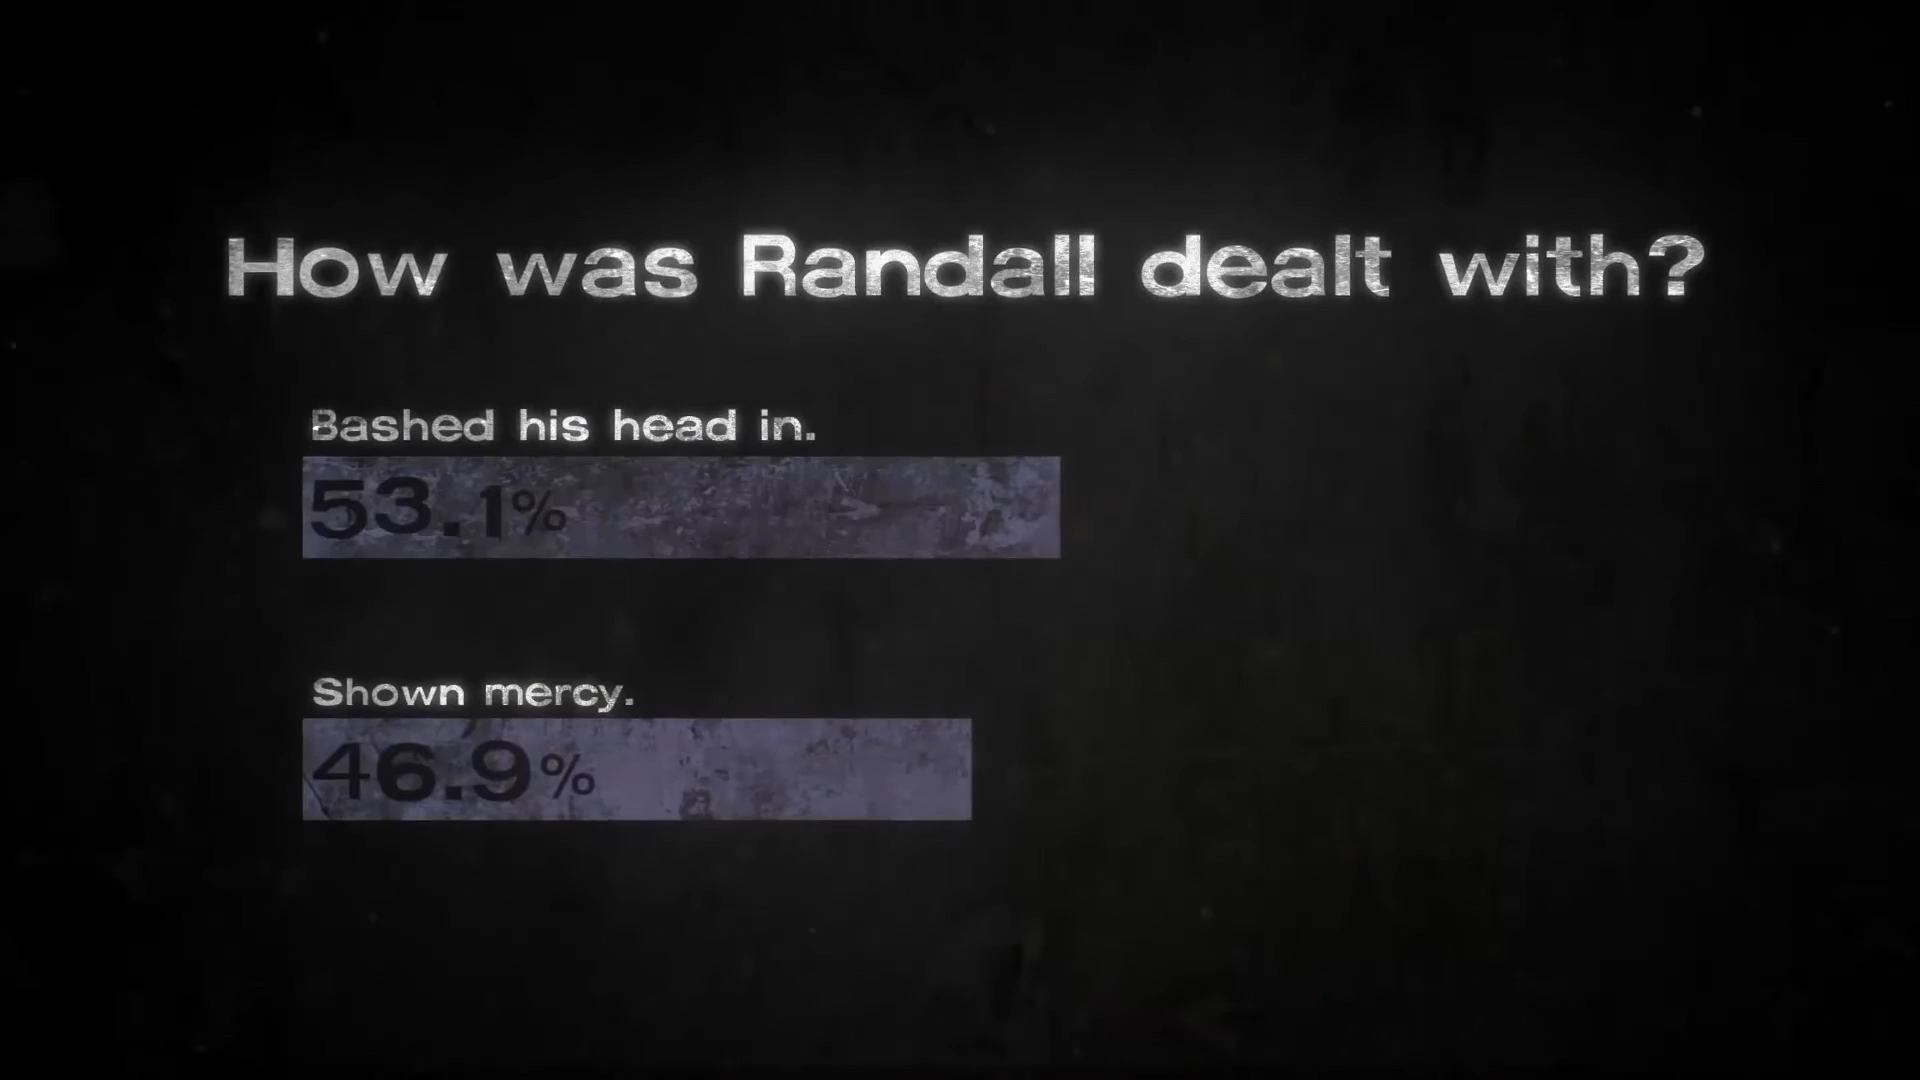 How was Randall dealt with?
Bashed his head in.
53.1%
Shown mercy.
46.9%